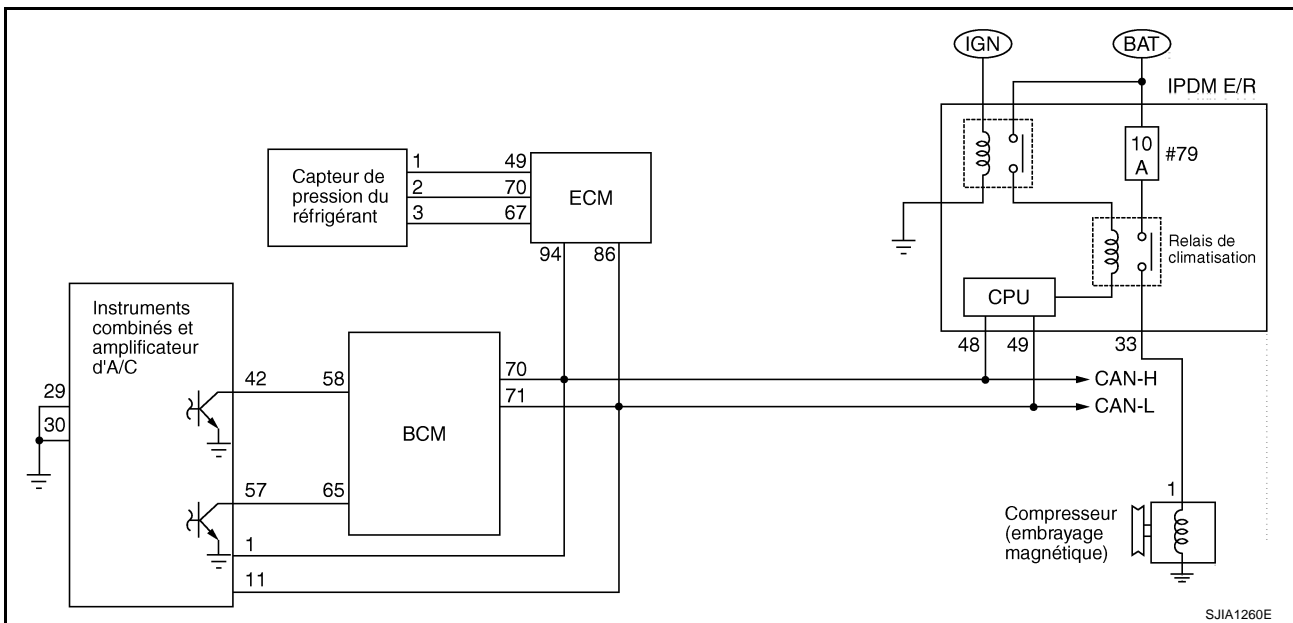 IGN
BAT
IPDM E/R
10
A
#79
Capteur de
pression du
réfrigérant
1
2
3
49
70
67
ECM
94
86
Relais de
climatisation
CPU
48
49
33
Instruments
combinés et
amplificateur
d'A/C
29
30
42
58
57
65
1
11
BCM
70
71
CAN-H
CAN-L
1
Compresseur
(embrayage
magnétique)
SJIA1260E